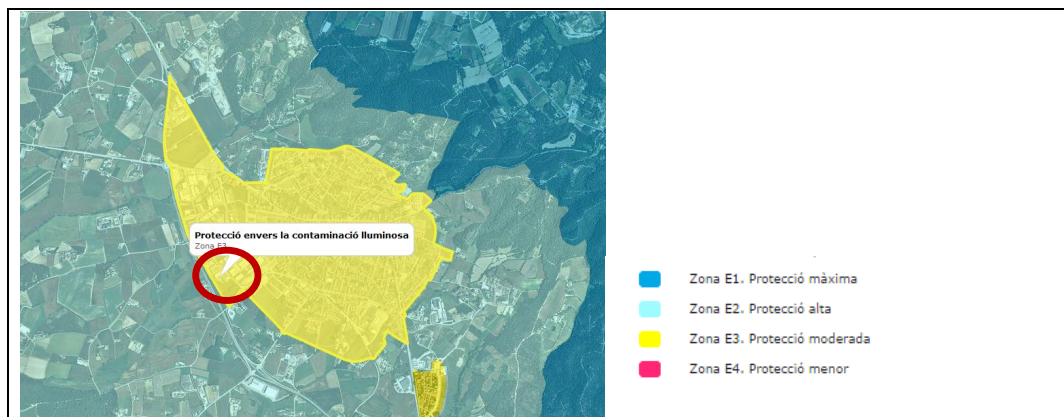 Protecció envers la contaminació lluminosa
Zona E3
Zona E1. Protecció màxima
Zona E2. Protecció alta
Zona E3. Protecció moderada
Zona E4. Protecció menor